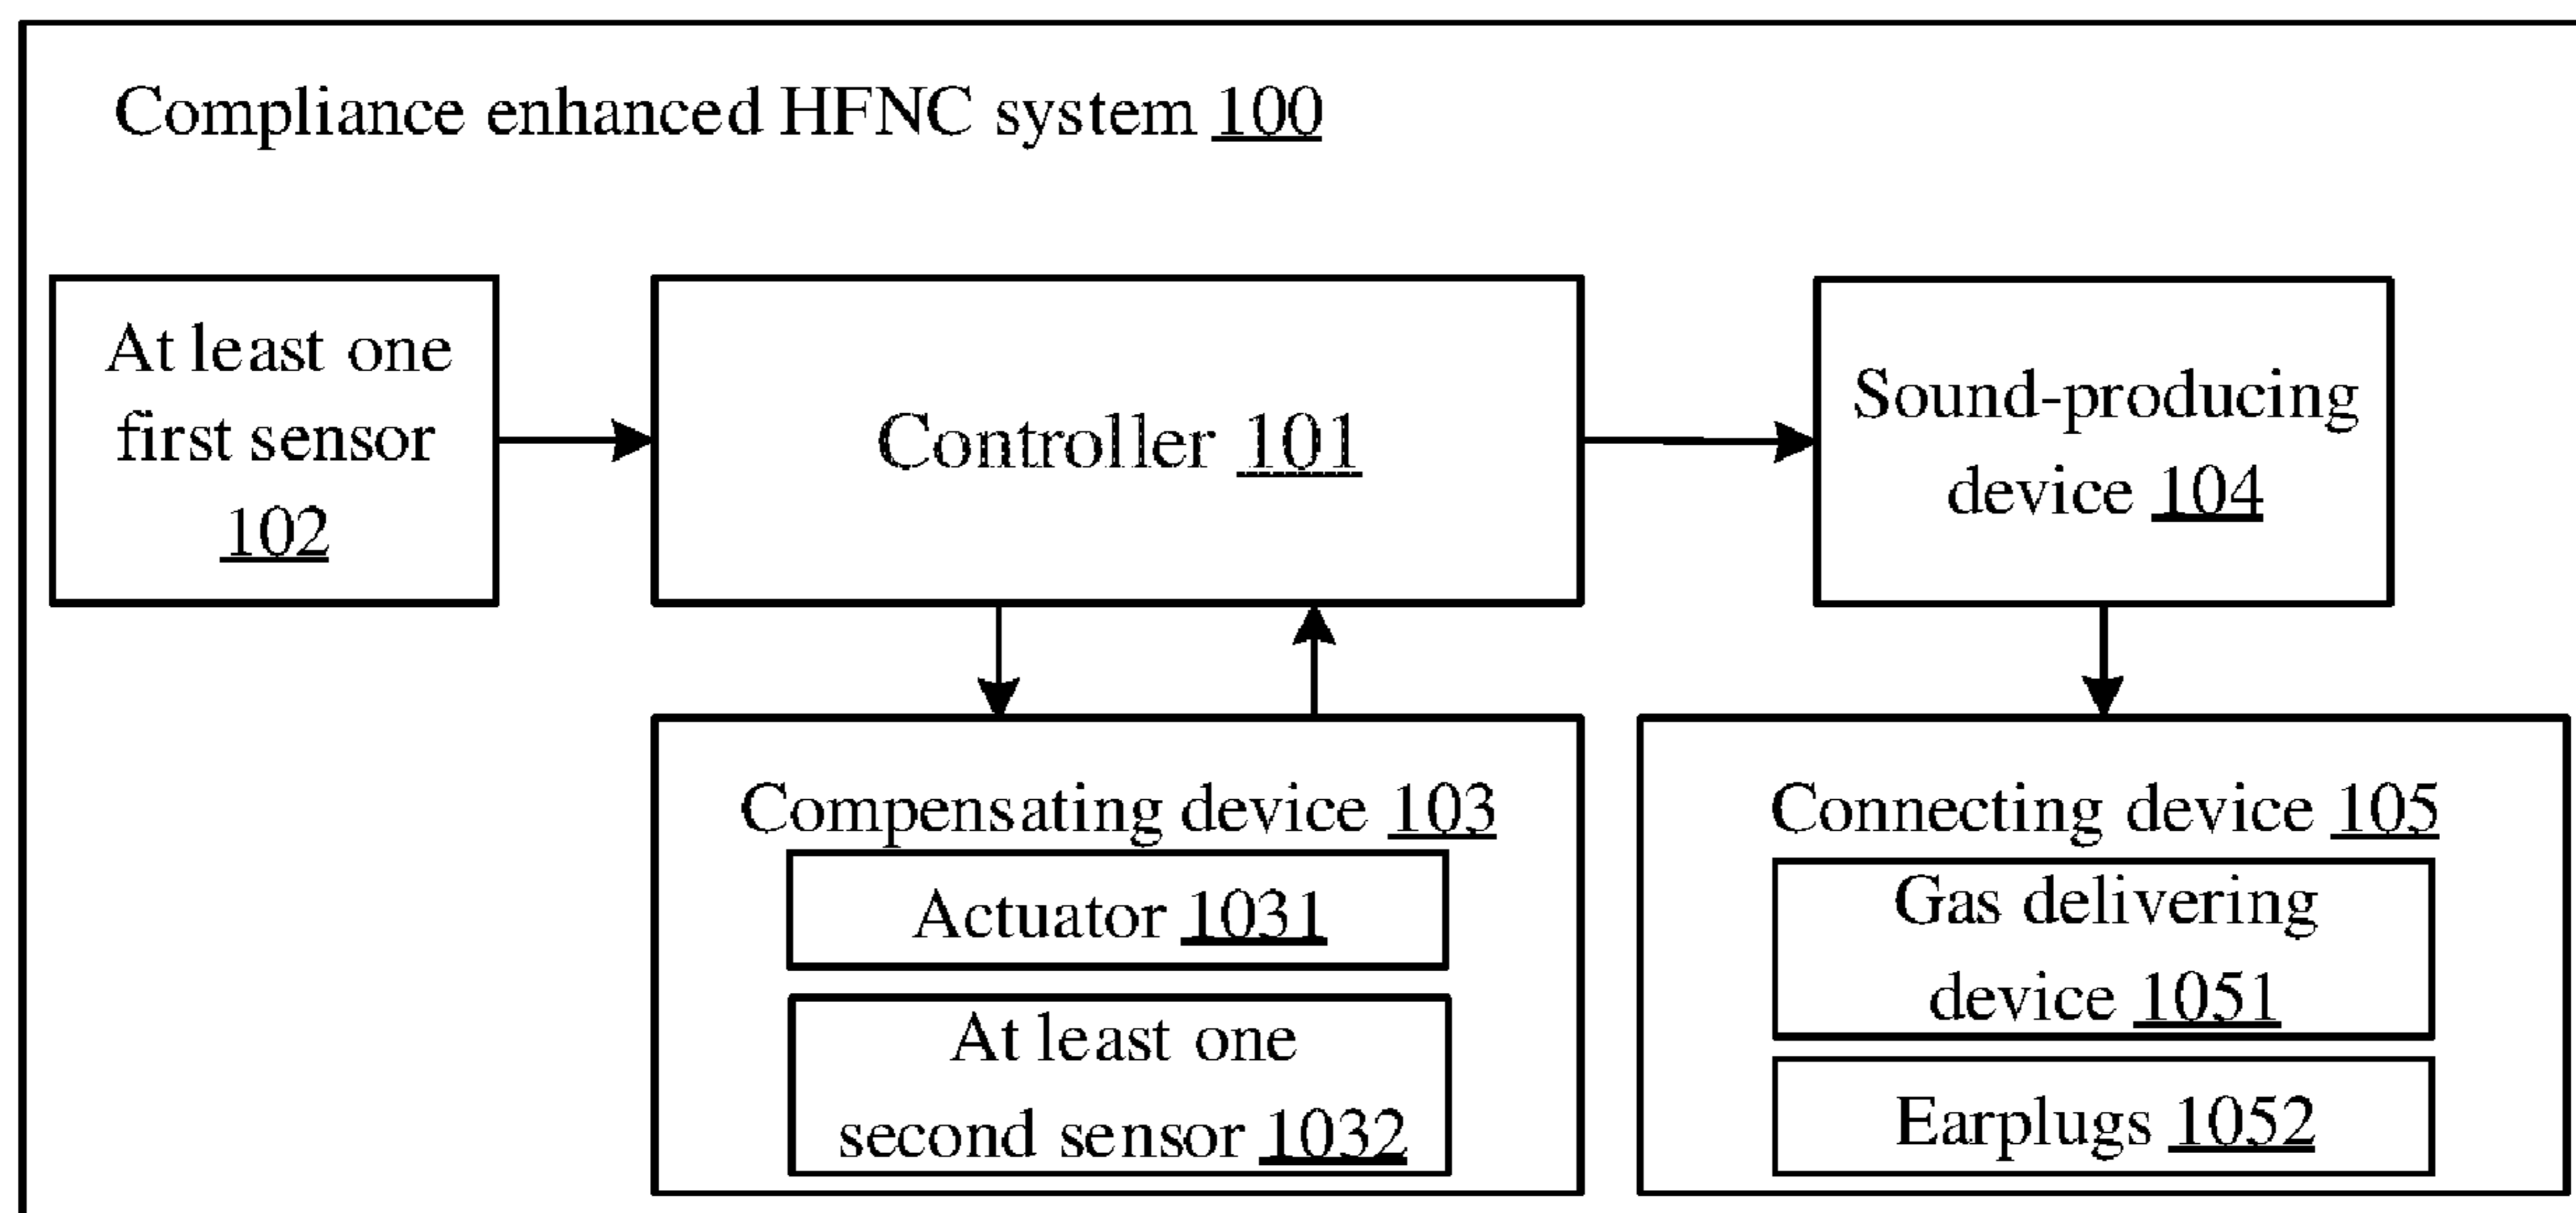 Compliance enhanced HFNC system 100
At least one
first sensor
102
Controller 101
Sound-producing
device 104
Compensating device 103
Actuator 1031
At least one
second sensor 1032
Connecting device 105
Gas delivering
device 1051
Earplugs 1052